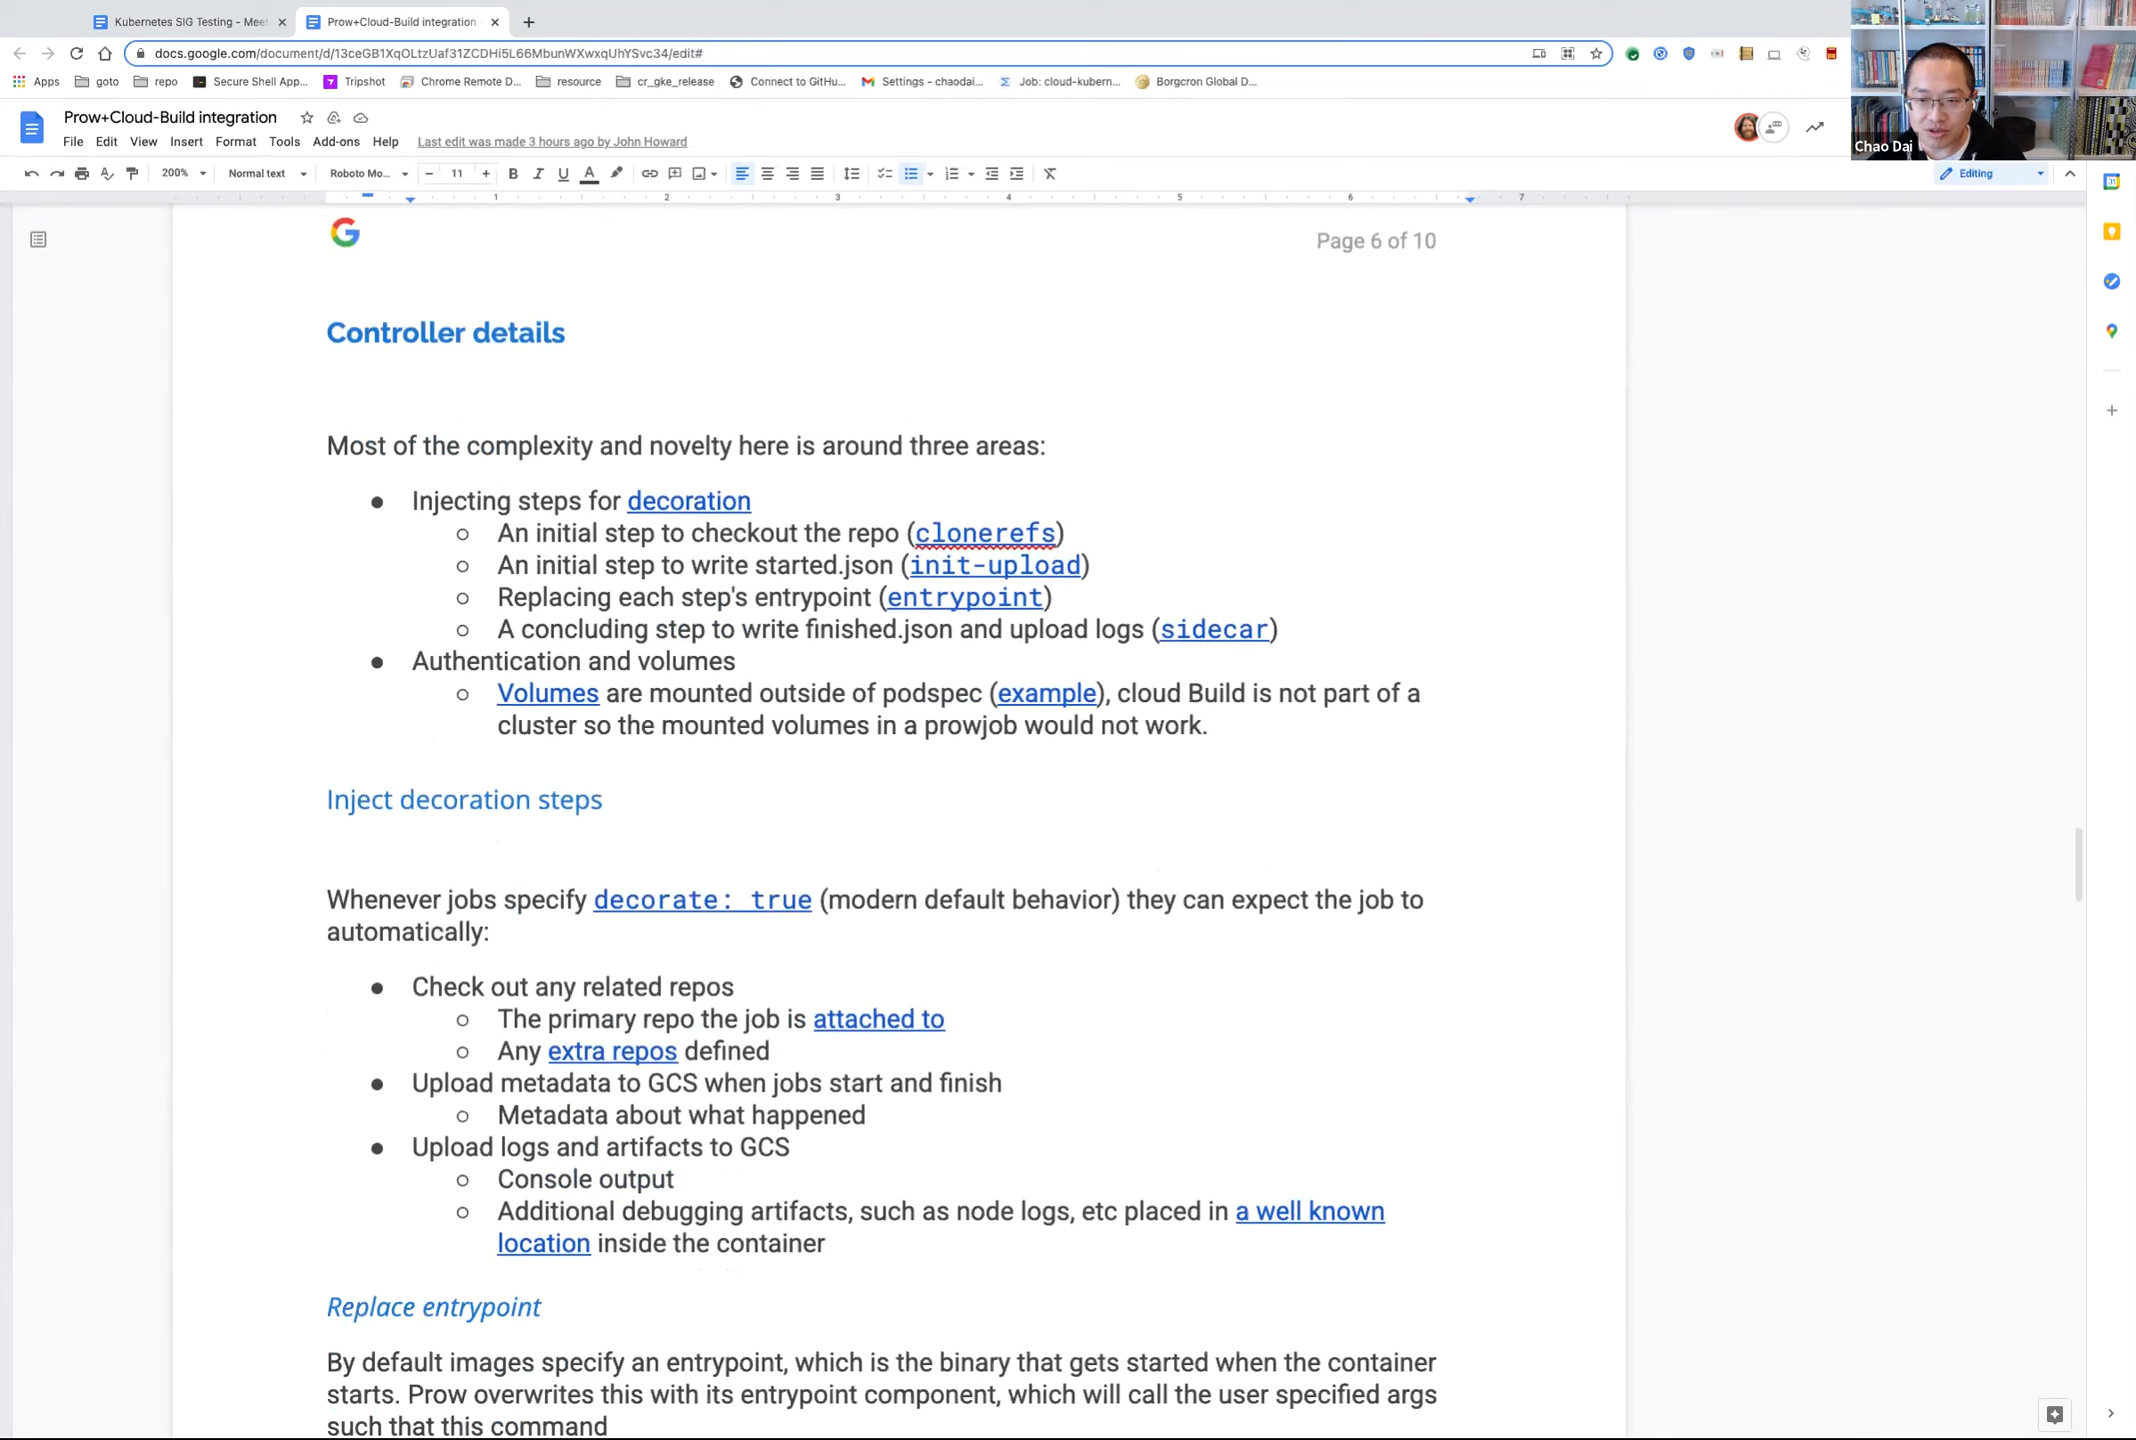 Kubernetes SIG Testing - Meet
Prow+Cloud-Build integration
docs.google.com/document/d/13ceGB1XqOLtzUaf31ZCDHi5L66MbunWXwxqUhYSvc34/edit#
Apps goto repo Secure Shell App... Tripshot Chrome Remote D... resource cr_gke_release Connect to GitHu... Settings - chaodai... Job: cloud-kubern... Borgcron Global D...
Prow+Cloud-Build integration
File Edit View Insert Format Tools Add-ons Help Last edit was made 3 hours ago by John Howard
Chao Dai
200% Normal text Roboto Mo... 11 Editing
1 2 3 4 5 6 7
Page 6 of 10
Controller details
Most of the complexity and novelty here is around three areas:
Injecting steps for decoration
An initial step to checkout the repo (clonerefs)
An initial step to write started.json (init-upload)
Replacing each step's entrypoint (entrypoint)
A concluding step to write finished.json and upload logs (sidecar)
Authentication and volumes
Volumes are mounted outside of podspec (example), cloud Build is not part of a
cluster so the mounted volumes in a prowjob would not work.
Inject decoration steps
Whenever jobs specify decorate: true (modern default behavior) they can expect the job to
automatically:
Check out any related repos
The primary repo the job is attached to
Any extra repos defined
Upload metadata to GCS when jobs start and finish
Metadata about what happened
Upload logs and artifacts to GCS
Console output
Additional debugging artifacts, such as node logs, etc placed in a well known
location inside the container
Replace entrypoint
By default images specify an entrypoint, which is the binary that gets started when the container
starts. Prow overwrites this with its entrypoint component, which will call the user specified args
such that this command